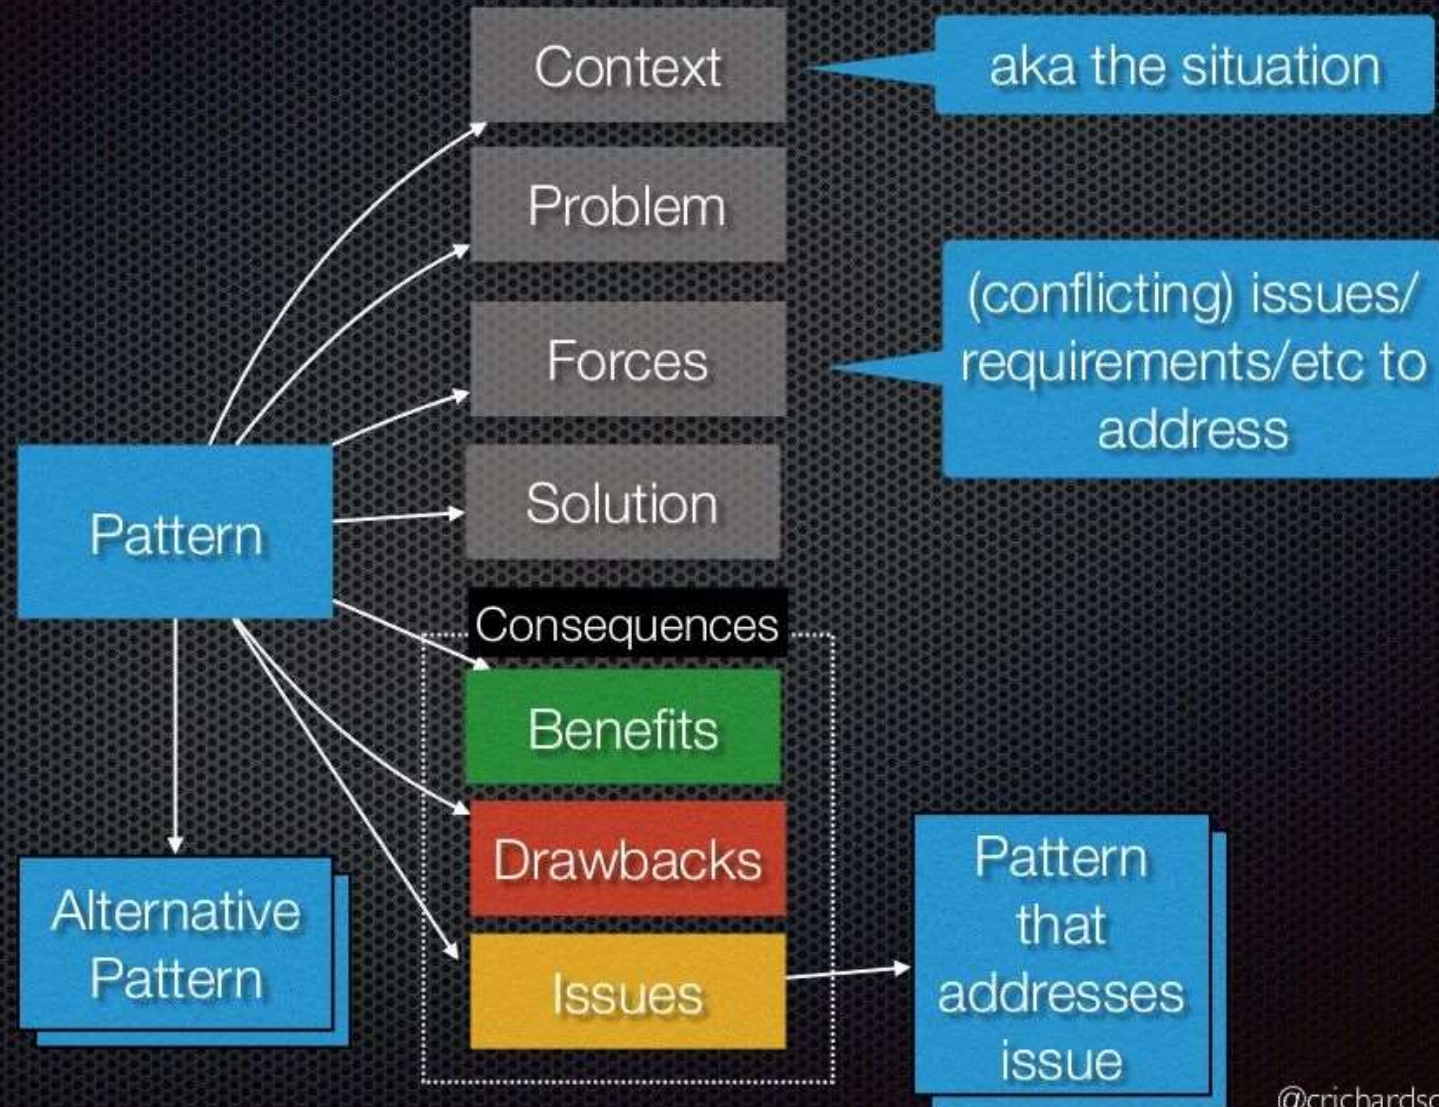 Context
aka the situation
Problem
(conflicting) issues/
requirements/etc to
address
Forces
Solution
Pattern
Consequences
Benefits
Drawbacks
Issues
Alternative
Pattern
Pattern
that
addresses
issue